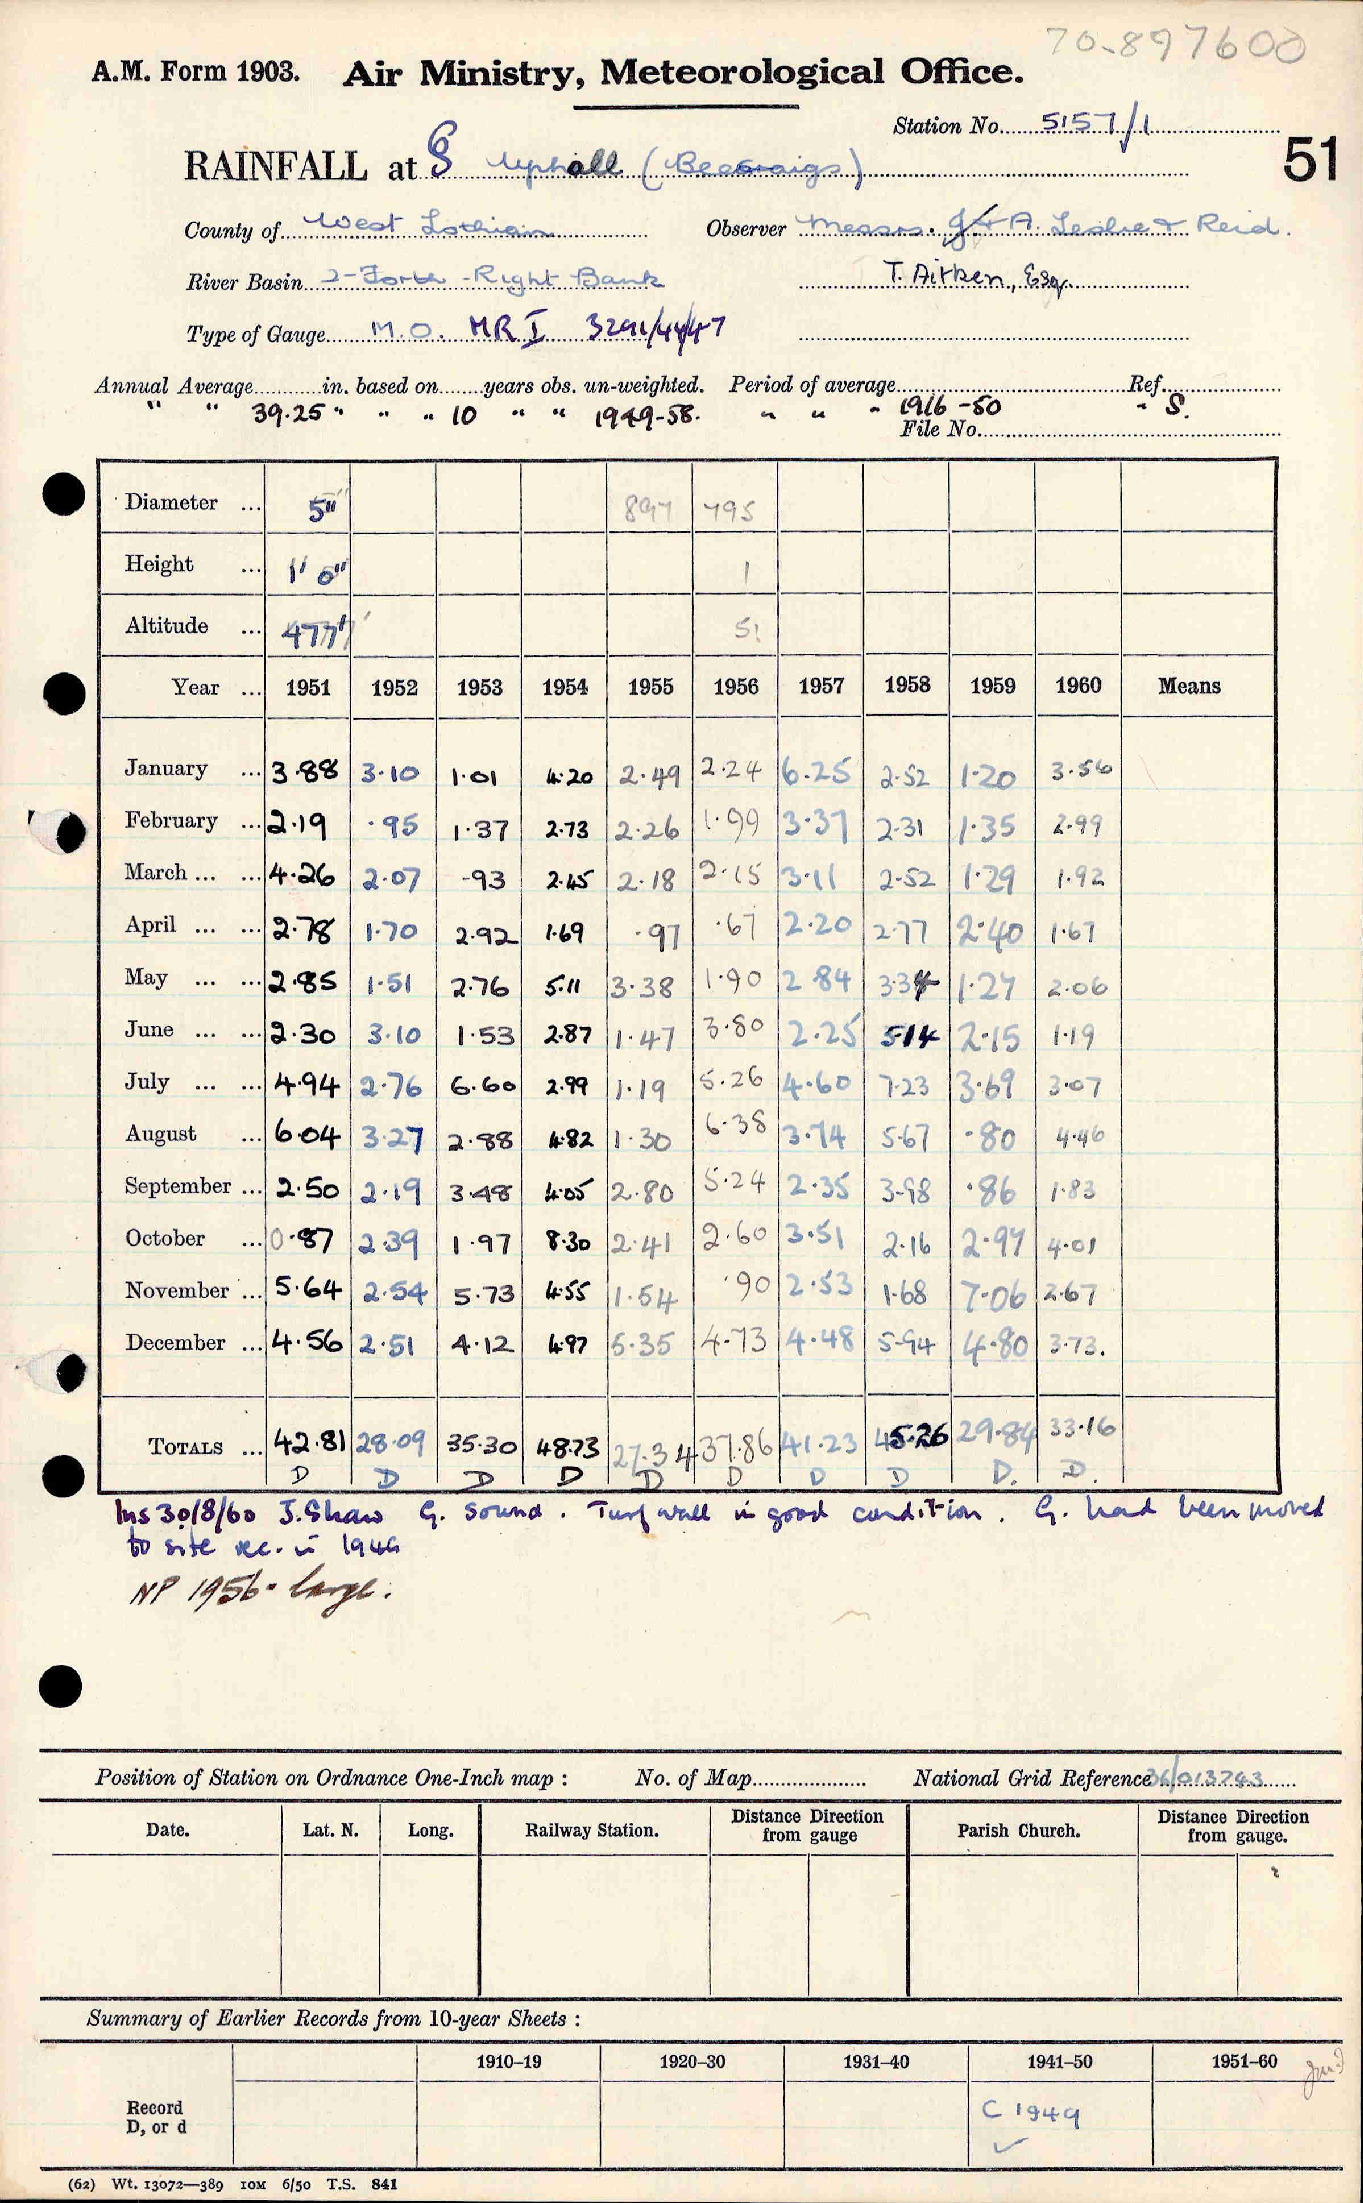 70-897600
A.M. Form 1903. Air Ministry, Meteorological Office.
Station No. 5157/1
51
RAINFALL at Uphall (Beecraigs)
County of West Lothian Observer Messrs. J & A. Leslie & Reid.
River Basin 2-Forth-Right Bank T. Aitken, Esq.
Type of Gauge M.O. MR I 3291/44/47
Annual Average in. based on years obs. un-weighted. Period of average Ref.
" " 39.25 " " " 10 " " 1949-58. " " " 1916-50 " S.
File No.
Diameter ... 5" 897 795
Height ... 1' 0" 1
Altitude ... 477' 51
Year ... 1951 1952 1953 1954 1955 1956 1957 1958 1959 1960 Means
January ... 3.88 3.10 1.01 4.20 2.49 2.24 6.25 2.52 1.20 3.56
February ... 2.19 .95 1.37 2.73 2.26 1.99 3.37 2.31 1.35 2.99
March ... ... 4.26 2.07 .93 2.45 2.18 2.15 3.11 2.52 1.29 1.92
April ... ... 2.78 1.70 2.92 1.69 .97 .67 2.20 2.77 2.40 1.67
May ... ... 2.85 1.51 2.76 5.11 3.38 1.90 2.84 3.34 1.27 2.06
June ... ... 2.30 3.10 1.53 2.87 1.47 3.80 2.25 5.14 2.15 1.19
July ... ... 4.94 2.76 6.60 2.99 1.19 5.26 4.60 7.23 3.69 3.07
August ... 6.04 3.27 2.88 4.82 1.30 6.38 3.74 5.67 .80 4.46
September ... 2.50 2.19 3.48 4.05 2.80 5.24 2.35 3.98 .86 1.83
October ... 0.87 2.39 1.97 8.30 2.41 2.60 3.51 2.16 2.97 4.01
November ... 5.64 2.54 5.73 4.55 1.54 .90 2.53 1.68 7.06 2.67
December ... 4.56 2.51 4.12 4.97 5.35 4.73 4.48 5.94 4.80 3.73.
TOTALS ... 42.81 28.09 35.30 48.73 27.34 37.86 41.23 45.26 29.84 33.16
D D D D D D D D D. D.
Ins 30/8/60 J. Shaw G. sound. Turf wall in good condition. G. had been moved
to site rec. in 1949
NP 1956. large.
Position of Station on Ordnance One-Inch map : No. of Map National Grid Reference 36/013743
Date. Lat. N. Long. Railway Station. Distance Direction from gauge Parish Church. Distance Direction from gauge.
Summary of Earlier Records from 10-year Sheets :
1910–19 1920–30 1931–40 1941–50 1951–60
Record
D, or d
C 1949
✓
(62) Wt. 13072—389 10M 6/50 T.S. 841